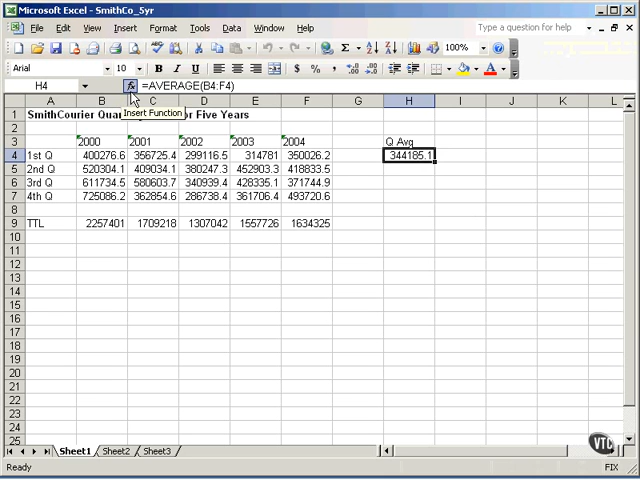 Microsoft Excel - SmithCo_5yr
File Edit View Insert Format Tools Data Window Help Type a question for help
Σ 100%
Arial 10 B I U $ % ,
H4 fx =AVERAGE(B4:F4)
Insert Function
A B C D E F G H I J K L
1 SmithCourier Quar or Five Years
2
3 2000 2001 2002 2003 2004 Q Avg
4 1st Q 400276.6 356725.4 299116.5 314781 350026.2 344185.1
5 2nd Q 520304.1 409034.1 380247.3 452903.3 418833.5
6 3rd Q 611734.5 580603.7 340939.4 428335.1 371744.9
7 4th Q 725086.2 362854.6 286738.4 361706.4 493720.6
8
9 TTL 2257401 1709218 1307042 1557726 1634325
10
11
12
13
14
15
16
17
18
19
20
21
22
23
24
25
Sheet1 Sheet2 Sheet3
Ready FIX
VTC